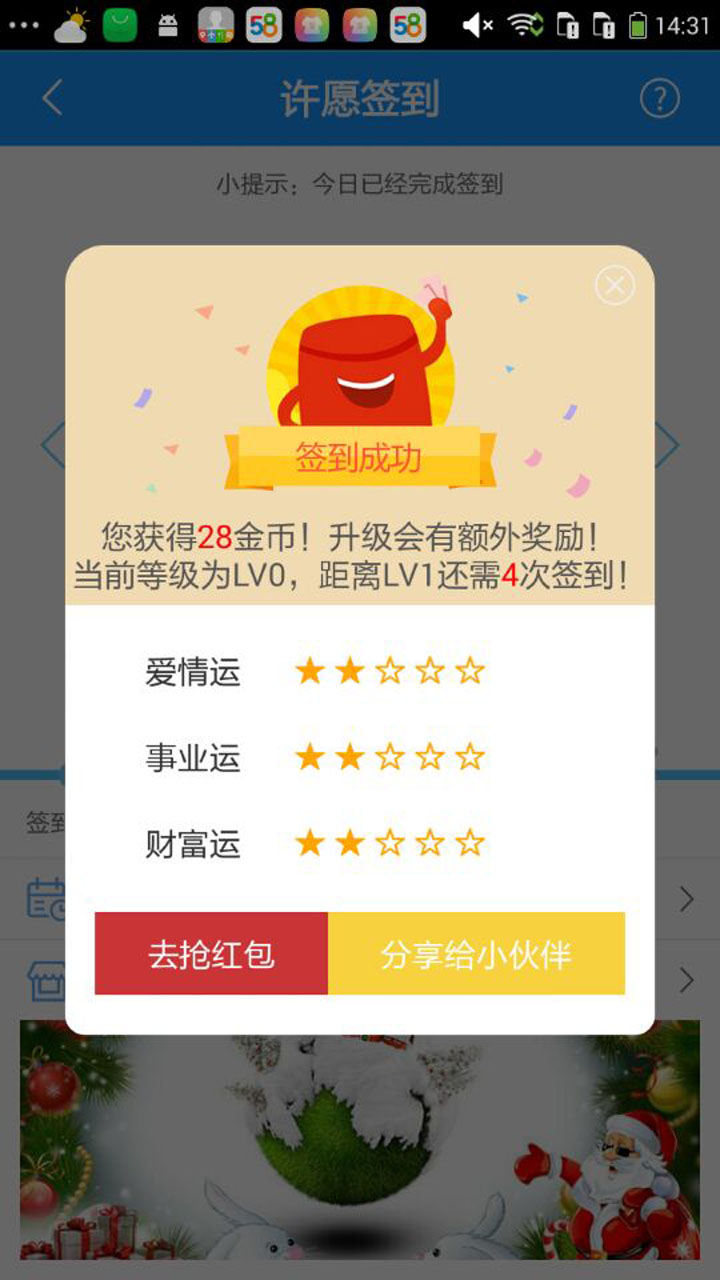 58
58
14:31
许愿签到
?
小提示：今日已经完成签到
签到成功
您获得28金币！升级会有额外奖励！
当前等级为LV0，距离LV1还需4次签到！
爱情运
事业运
财富运
签到
去抢红包
分享给小伙伴